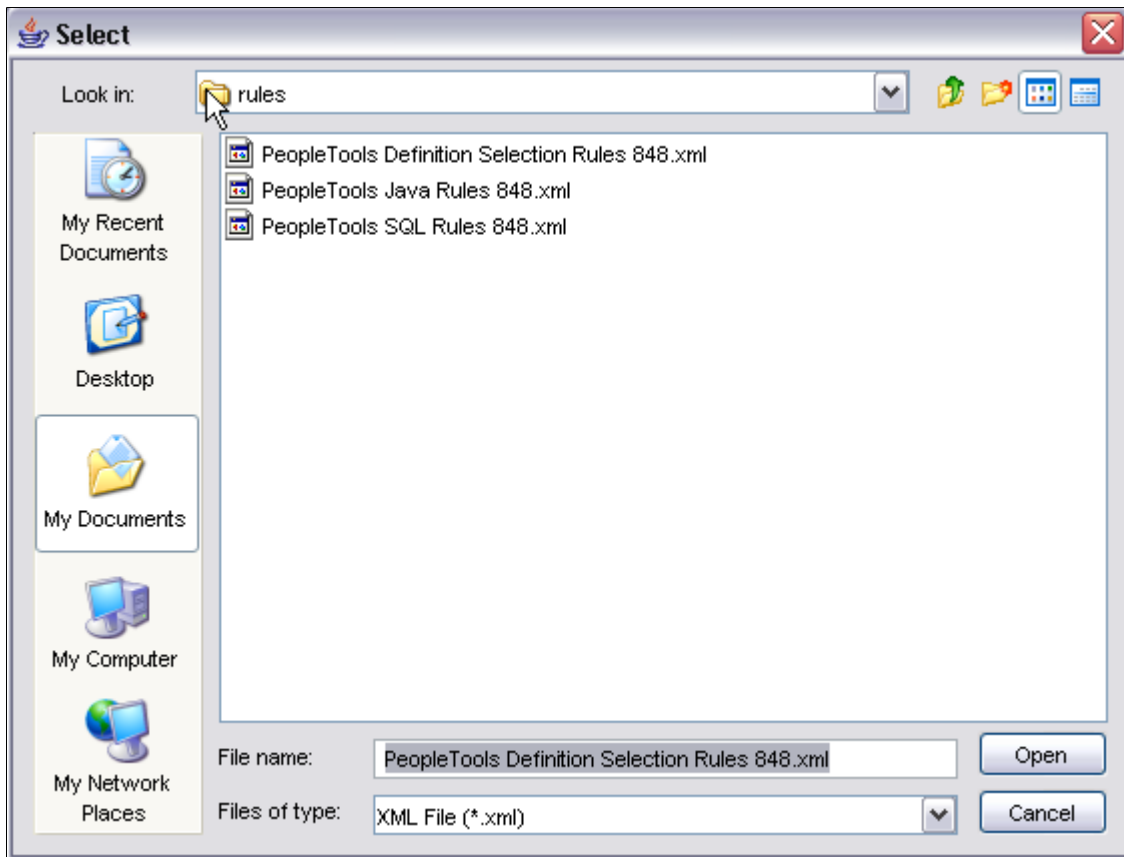 Select
Look in:
rules
My Recent
Documents
Desktop
My Documents
My Computer
My Network
Places
PeopleTools Definition Selection Rules 848.xml
PeopleTools Java Rules 848.xml
PeopleTools SQL Rules 848.xml
File name:
PeopleTools Definition Selection Rules 848.xml
Open
Files of type:
XML File (*.xml)
Cancel